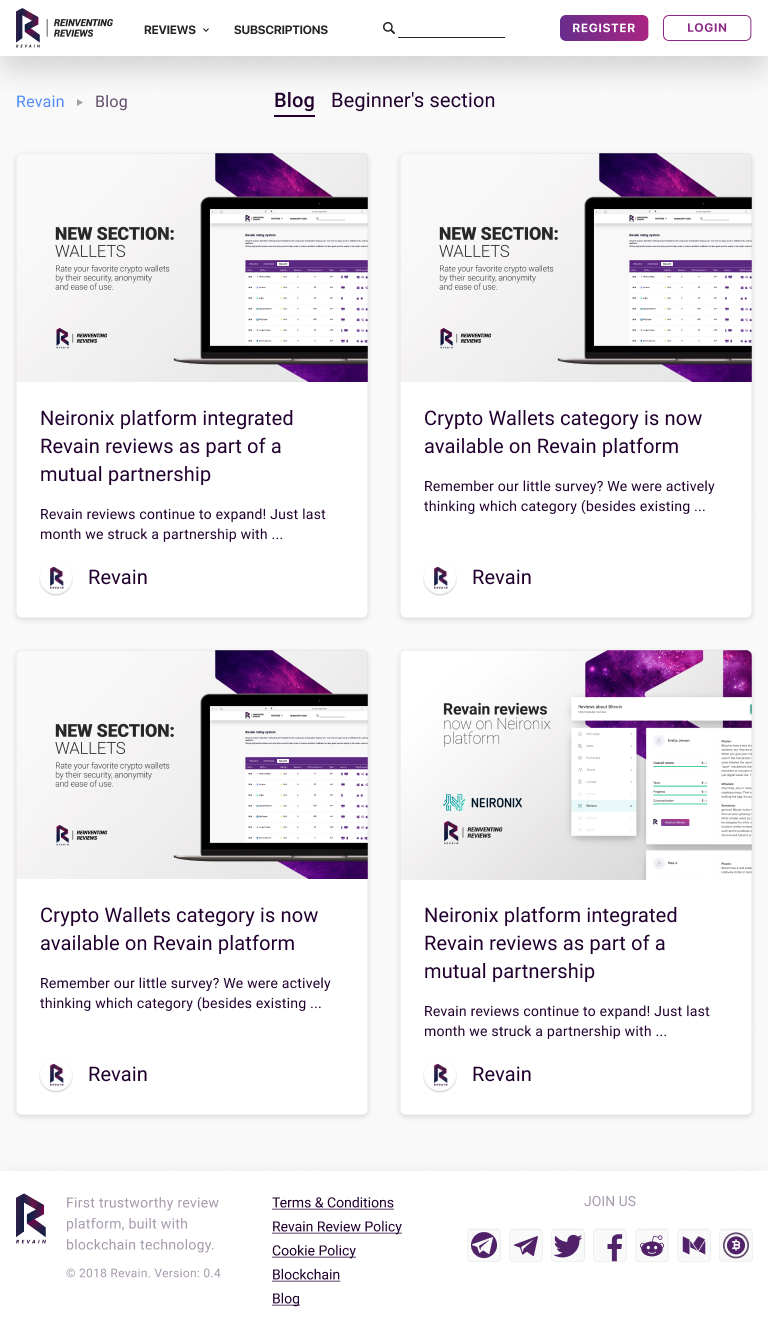 REINVENTING
REVIEWS
REVAIN
REVIEWS
SUBSCRIPTIONS
REGISTER
LOGIN
Revain
Blog
Blog
Beginner's section
NEW SECTION:
WALLETS
Rate your favorite crypto wallets
by their security, anonymity
and ease of use.
REINVENTING
REVIEWS
REVAIN
Neironix platform integrated
Revain reviews as part of a
mutual partnership
Revain reviews continue to expand! Just last
month we struck a partnership with ...
Revain
NEW SECTION:
WALLETS
Rate your favorite crypto wallets
by their security, anonymity
and ease of use.
REINVENTING
REVIEWS
REVAIN
Crypto Wallets category is now
available on Revain platform
Remember our little survey? We were actively
thinking which category (besides existing ...
Revain
NEW SECTION:
WALLETS
Rate your favorite crypto wallets
by their security, anonymity
and ease of use.
REINVENTING
REVIEWS
REVAIN
Crypto Wallets category is now
available on Revain platform
Remember our little survey? We were actively
thinking which category (besides existing ...
Revain
Revain reviews
now on Neironix
platform
Reviews about Bitcoin
NEIRONIX
REINVENTING
REVIEWS
REVAIN
Neironix platform integrated
Revain reviews as part of a
mutual partnership
Revain reviews continue to expand! Just last
month we struck a partnership with ...
Revain
REVAIN
First trustworthy review
platform, built with
blockchain technology.
© 2018 Revain. Version: 0.4
Terms & Conditions
Revain Review Policy
Cookie Policy
Blockchain
Blog
JOIN US